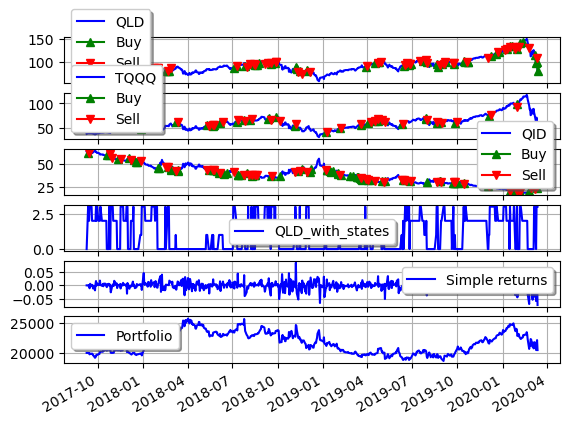 QLD
Buy
Sell
150
100
TQQQ
Buy
Sell
100
50
QID
Buy
Sell
50
25
2.5
0.0
QLD_with_states
0.05
0.00
−0.05
Simple returns
25000
20000
Portfolio
2017-10
2018-01
2018-04
2018-07
2018-10
2019-01
2019-04
2019-07
2019-10
2020-01
2020-04